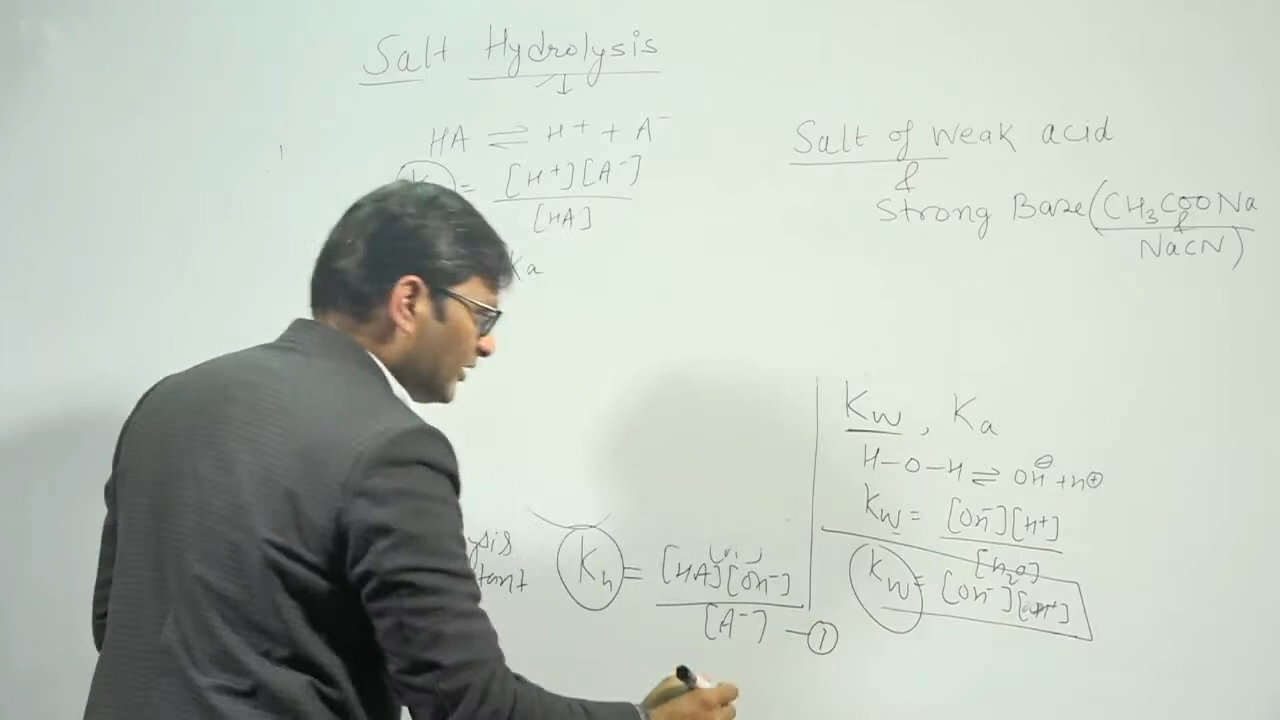 Salt Hydrolysis
HA ⇌ H+ + A⁻
= [H+][A⁻]
[HA]
Ka
Salt of Weak acid
&
Strong Base (CH₃COONa
&
NaCN)
Kw, Ka
H-O-H ⇌ OH⊖ + H⊕
Kw = [OH⁻][H+]
[H₂O]
Kw = [OH⁻][H+]
Kh = [HA][OH⁻]
[A⁻] — ①